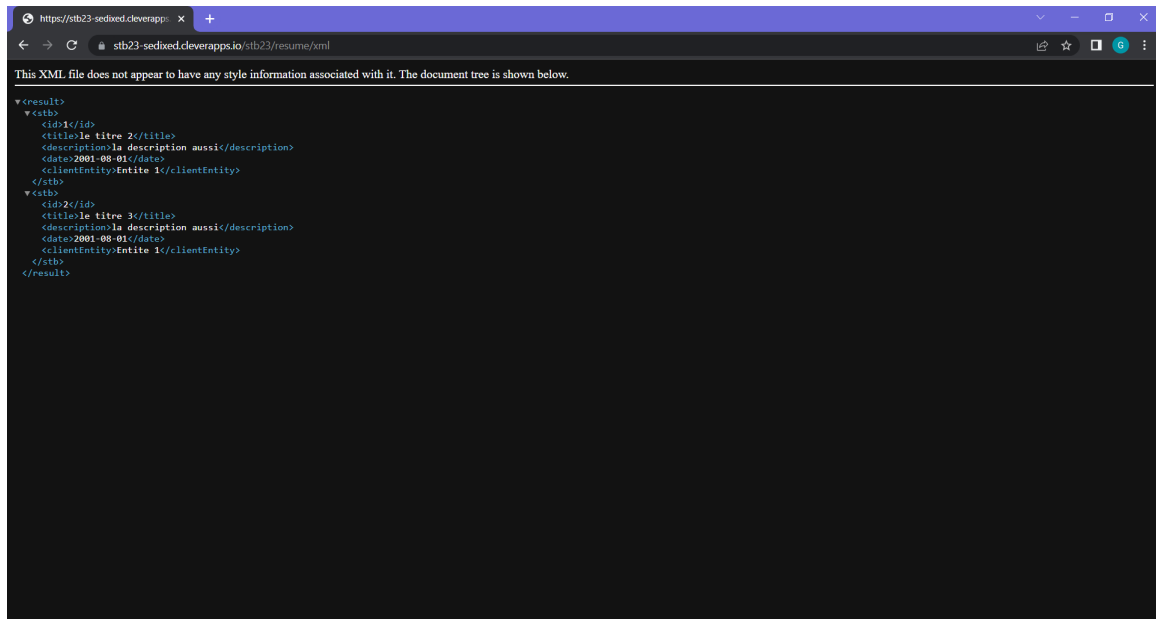 https://stb23-sedixed.cleverapps.
stb23-sedixed.cleverapps.io/stb23/resume/xml
G
This XML file does not appear to have any style information associated with it. The document tree is shown below.
▼<result>
▼<stb>
<id>1</id>
<title>le titre 2</title>
<description>la description aussi</description>
<date>2001-08-01</date>
<clientEntity>Entite 1</clientEntity>
</stb>
▼<stb>
<id>2</id>
<title>le titre 3</title>
<description>la description aussi</description>
<date>2001-08-01</date>
<clientEntity>Entite 1</clientEntity>
</stb>
</result>